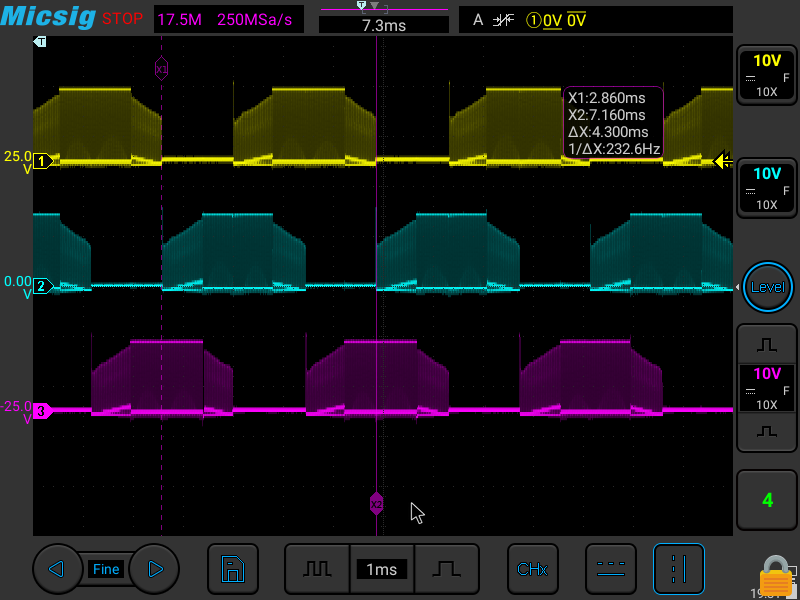 Micsig STOP 17.5M 250MSa/s T 7.3ms A 1 0V 0V
T
X1
10V
F
10X
X1:2.860ms
X2:7.160ms
ΔX:4.300ms
1/ΔX:232.6Hz
25.0
V
1
10V
F
10X
0.00
V
2
Level
10V
F
10X
-25.0
V
3
X2
4
Fine
1ms
CHx